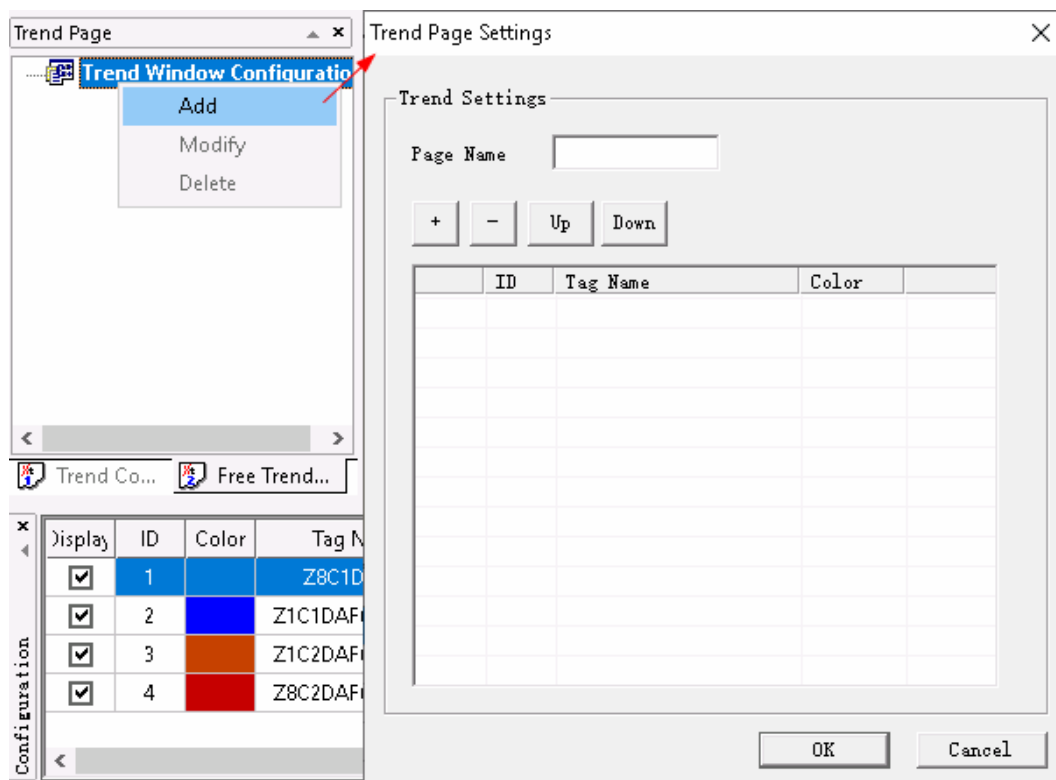 Trend Page
Trend Window Configuratio
Add
Modify
Delete
Trend Co...
Free Trend...
Trend Page Settings
Trend Settings
Page Name
+ - Up Down
ID Tag Name Color
OK Cancel
Configuration
Display ID Color Tag N
1 Z8C1D
2 Z1C1DAF
3 Z1C2DAF
4 Z8C2DAF